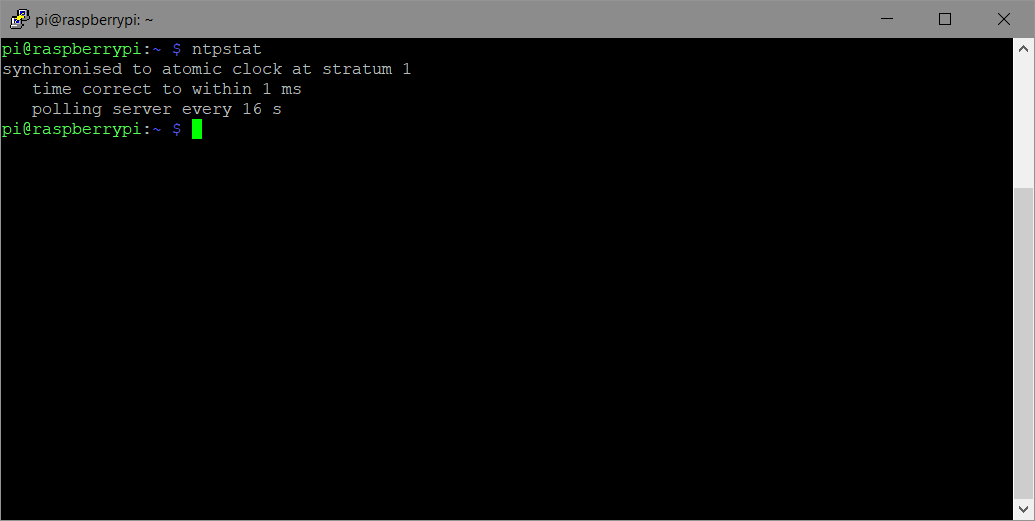 pi@raspberrypi: ~
pi@raspberrypi:~ $ ntpstat
synchronised to atomic clock at stratum 1
   time correct to within 1 ms
   polling server every 16 s
pi@raspberrypi:~ $